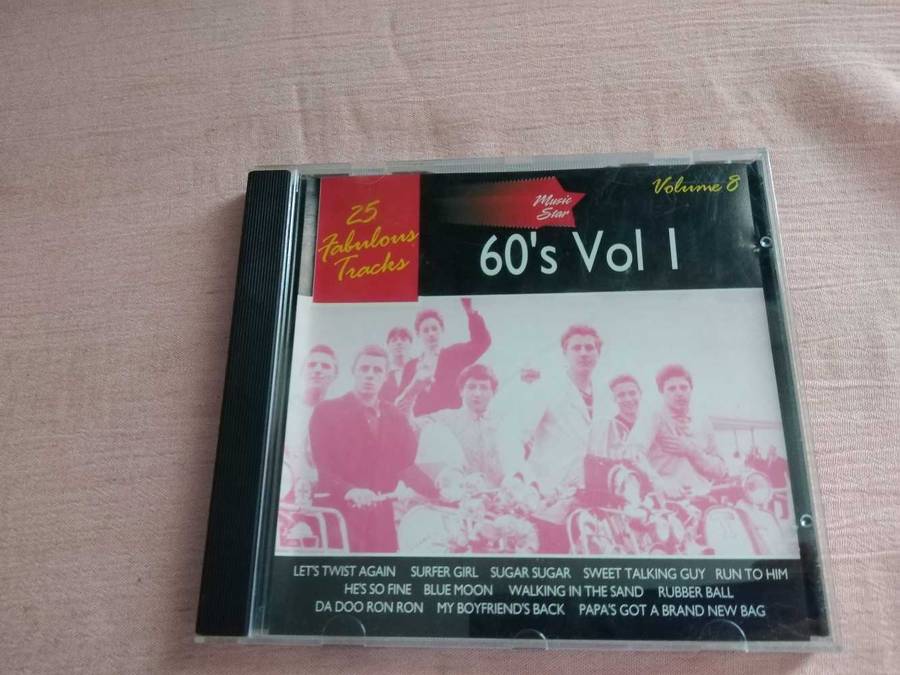 25
Fabulous
Tracks
Music
Star
Volume 8
60's Vol 1
LET'S TWIST AGAIN SURFER GIRL SUGAR SUGAR SWEET TALKING GUY RUN TO HIM
HE'S SO FINE BLUE MOON WALKING IN THE SAND RUBBER BALL
DA DOO RON RON MY BOYFRIEND'S BACK PAPA'S GOT A BRAND NEW BAG